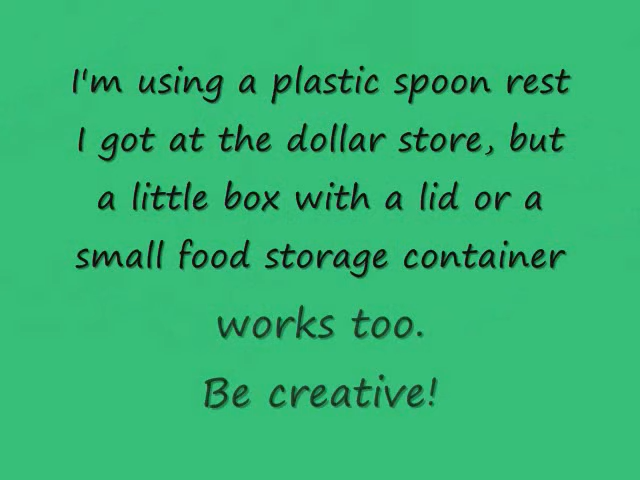 I'm using a plastic spoon rest
I got at the dollar store, but
a little box with a lid or a
small food storage container
works too.
Be creative!